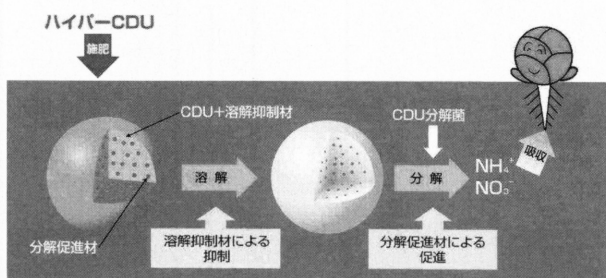 ハイパーCDU
施肥
CDU+溶解抑制材
分解促進材
溶解
溶解抑制材による
抑制
CDU分解菌
分解
分解促進材による
促進
NH₄⁺
NO₃⁻
吸収